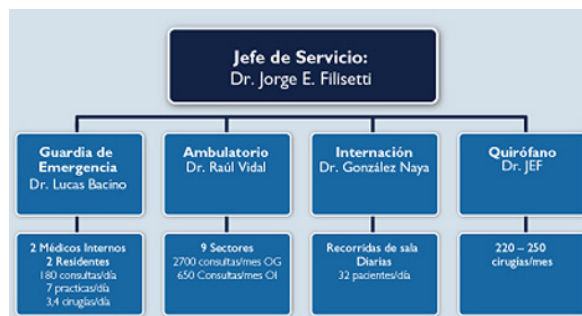 Jefe de Servicio:
Dr. Jorge E. Filisetti
Guardia de
Emergencia
Dr. Lucas Bacino
Ambulatorio
Dr. Raúl Vidal
Internación
Dr. González Naya
Quirófano
Dr. JEF
2 Médicos Internos
2 Residentes
180 consultas/día
7 practicas/día
3,4 cirugías/día
9 Sectores
2700 consultas/mes OG
650 Consultas/mes OI
Recorridas de sala
Diarias
32 pacientes/día
220 – 250
cirugías/mes